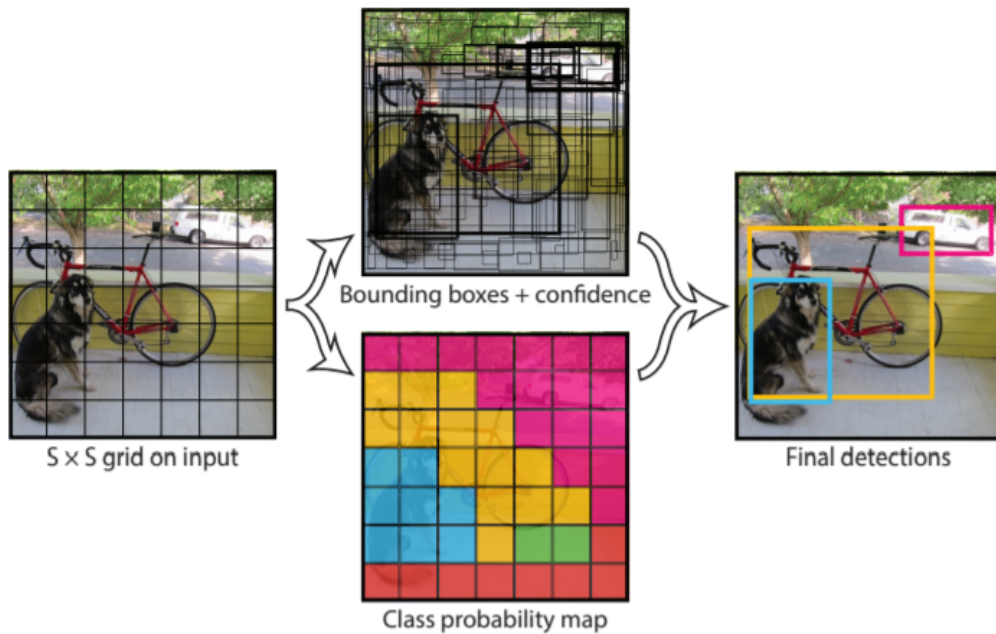 S × S grid on input
Bounding boxes + confidence
Class probability map
Final detections